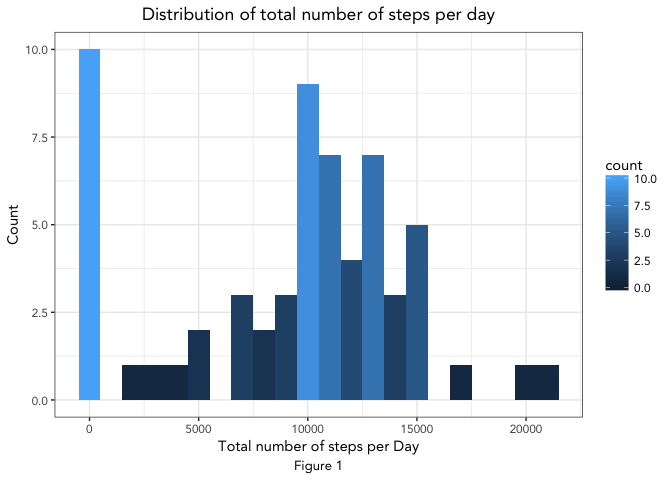 Distribution of total number of steps per day
Count
10.0
7.5
5.0
2.5
0.0
0 5000 10000 15000 20000
Total number of steps per Day
Figure 1
count
10.0
7.5
5.0
2.5
0.0